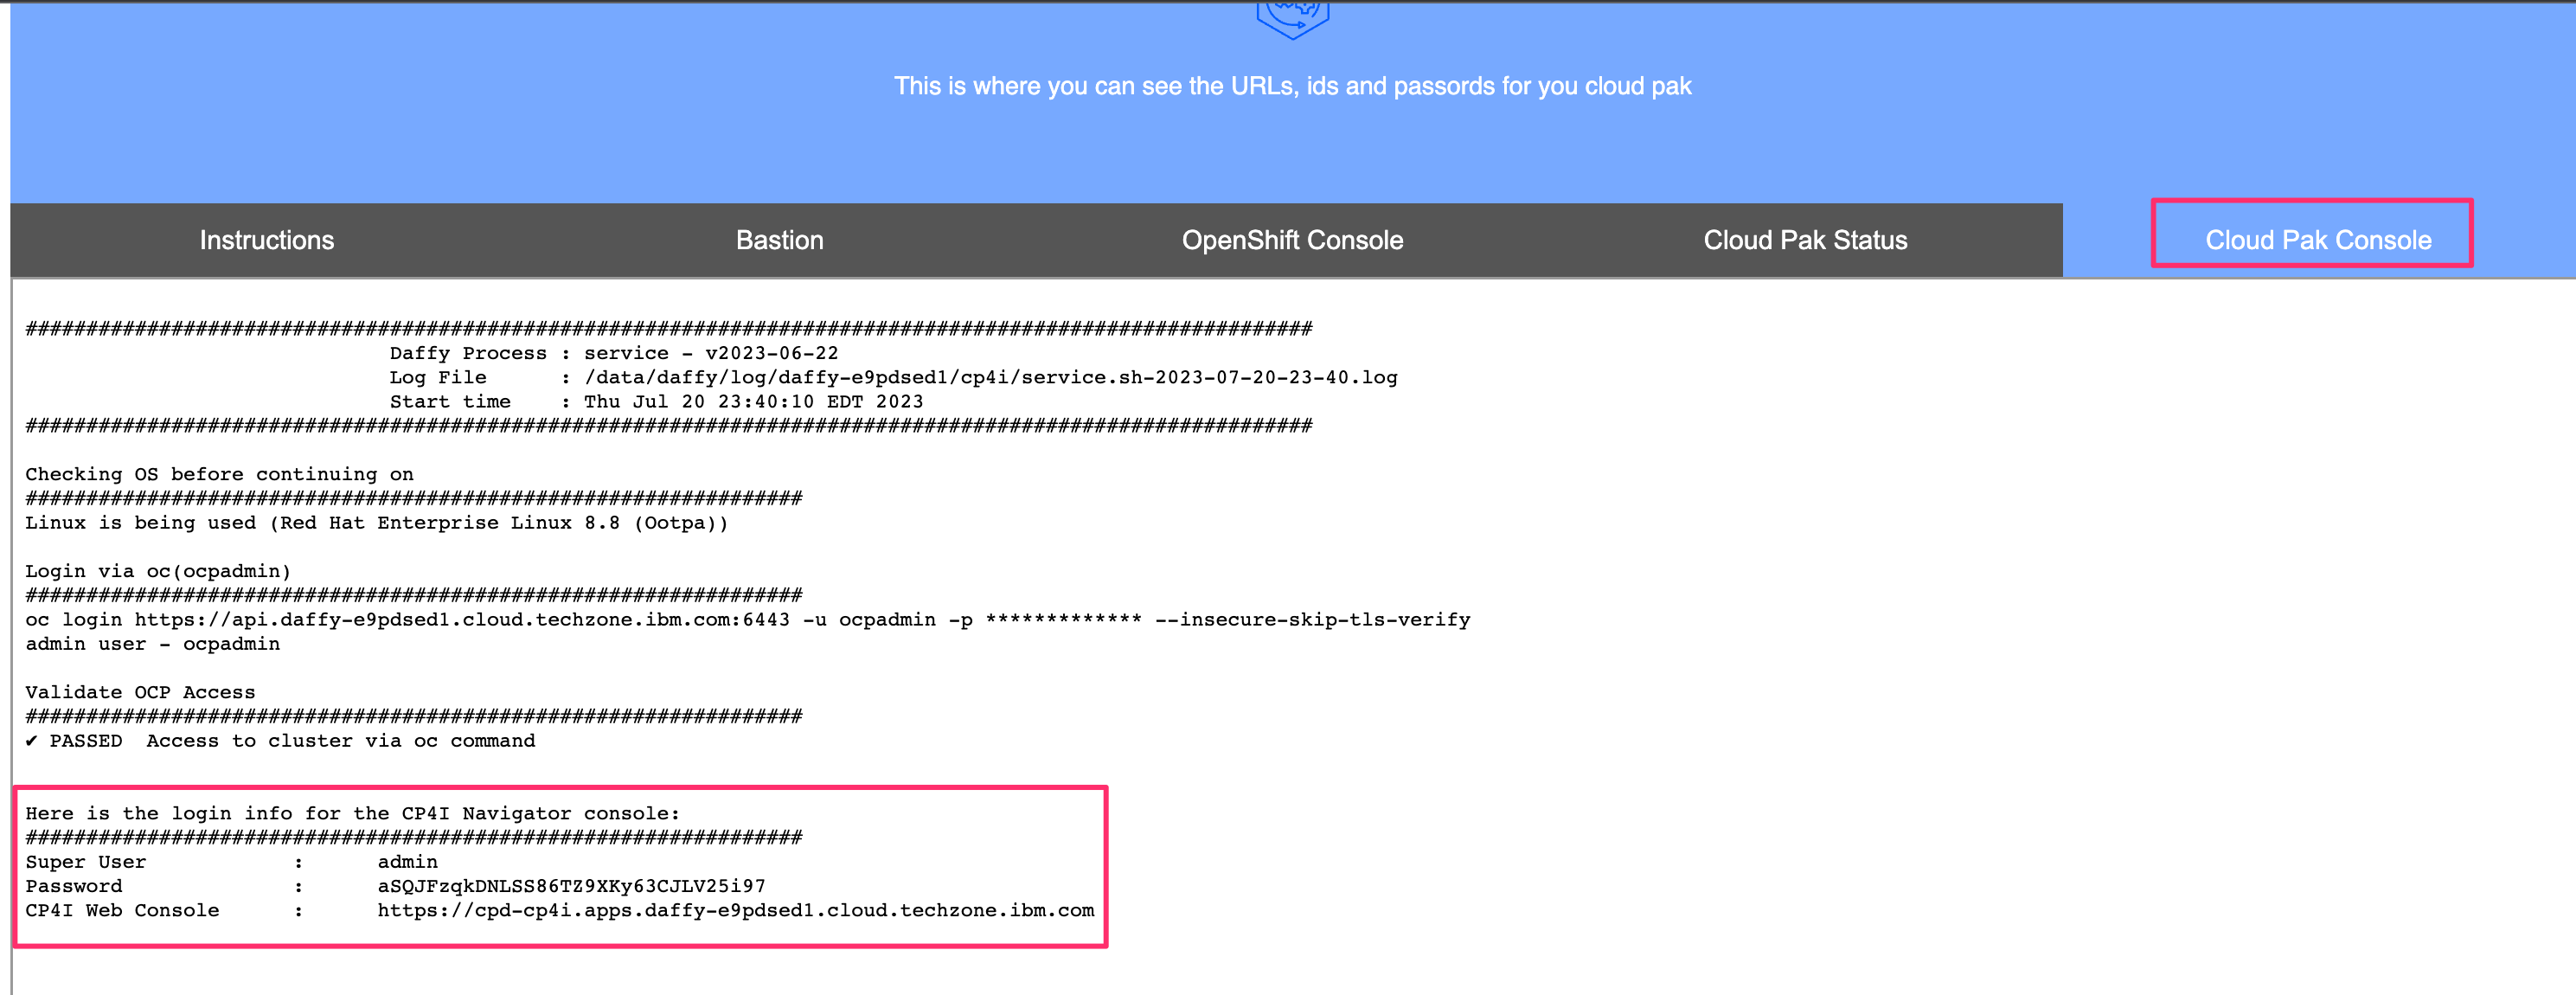 This is where you can see the URLs, ids and passords for you cloud pak
Instructions
Bastion
OpenShift Console
Cloud Pak Status
Cloud Pak Console
##########################################################################################################
Daffy Process : service - v2023-06-22
Log File      : /data/daffy/log/daffy-e9pdsed1/cp4i/service.sh-2023-07-20-23-40.log
Start time    : Thu Jul 20 23:40:10 EDT 2023
##########################################################################################################
Checking OS before continuing on
################################################################
Linux is being used (Red Hat Enterprise Linux 8.8 (Ootpa))
Login via oc(ocpadmin)
################################################################
oc login https://api.daffy-e9pdsed1.cloud.techzone.ibm.com:6443 -u ocpadmin -p ************* --insecure-skip-tls-verify
admin user - ocpadmin
Validate OCP Access
################################################################
✔ PASSED  Access to cluster via oc command
Here is the login info for the CP4I Navigator console:
################################################################
Super User            :      admin
Password              :      aSQJFzqkDNLSS86TZ9XKy63CJLV25i97
CP4I Web Console      :      https://cpd-cp4i.apps.daffy-e9pdsed1.cloud.techzone.ibm.com